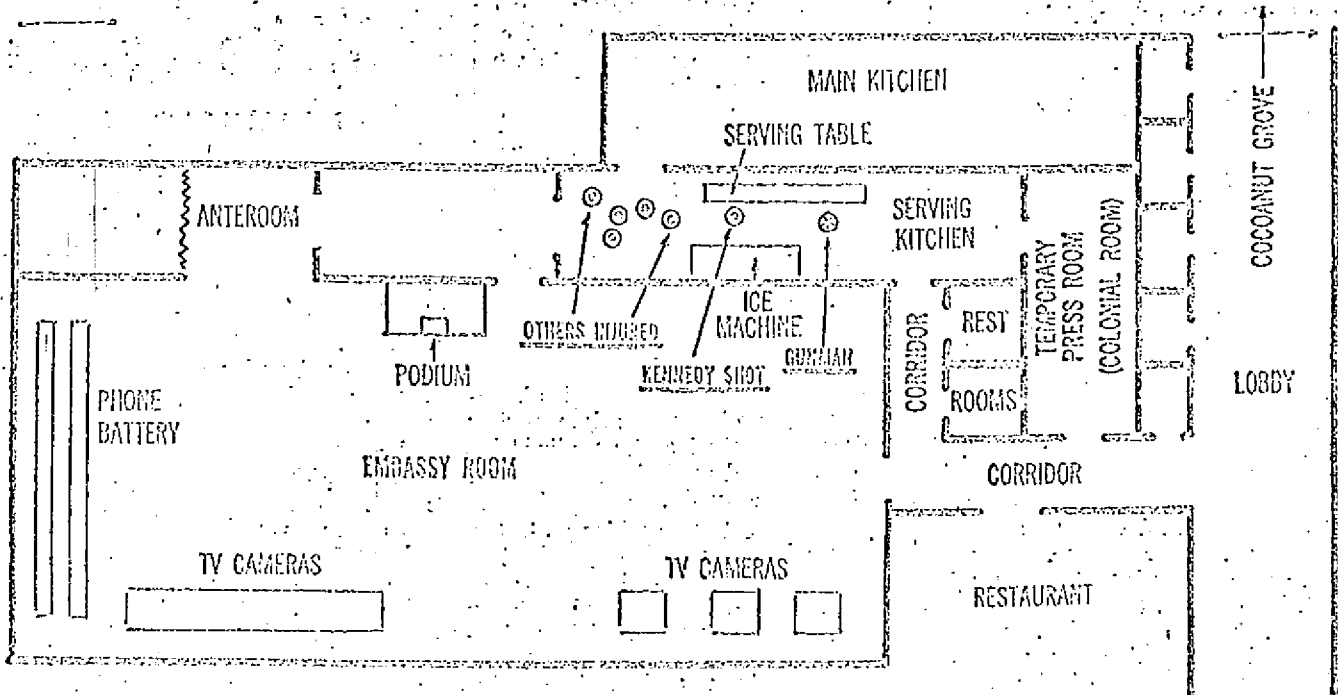 MAIN KITCHEN
SERVING TABLE
COCOANUT GROVE
ANTEROOM
SERVING
KITCHEN
TEMPORARY
PRESS ROOM
(COLONIAL ROOM)
ICE
MACHINE
OTHERS INJURED
KENNEDY SHOT
GUNMAN
PODIUM
CORRIDOR
REST
ROOMS
LOBBY
PHONE
BATTERY
EMBASSY ROOM
CORRIDOR
TV CAMERAS
TV CAMERAS
RESTAURANT